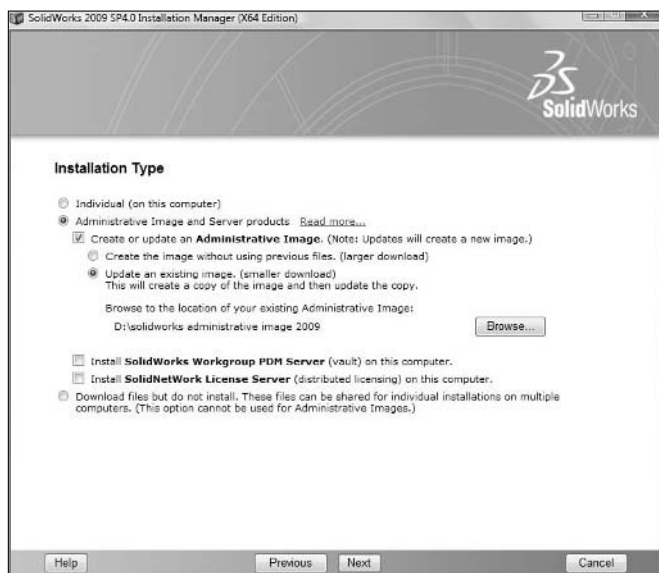 SolidWorks 2009 SP4.0 Installation Manager (X64 Edition)
SolidWorks
Installation Type
Individual (on this computer)
Administrative Image and Server products Read more...
Create or update an Administrative Image. (Note: Updates will create a new image.)
Create the image without using previous files. (larger download)
Update an existing image. (smaller download)
This will create a copy of the image and then update the copy.
Browse to the location of your existing Administrative Image:
D:\solidworks administrative image 2009
Browse...
Install SolidWorks Workgroup PDM Server (vault) on this computer.
Install SolidNetWork License Server (distributed licensing) on this computer.
Download files but do not install. These files can be shared for individual installations on multiple
computers. (This option cannot be used for Administrative Images.)
Help
Previous
Next
Cancel